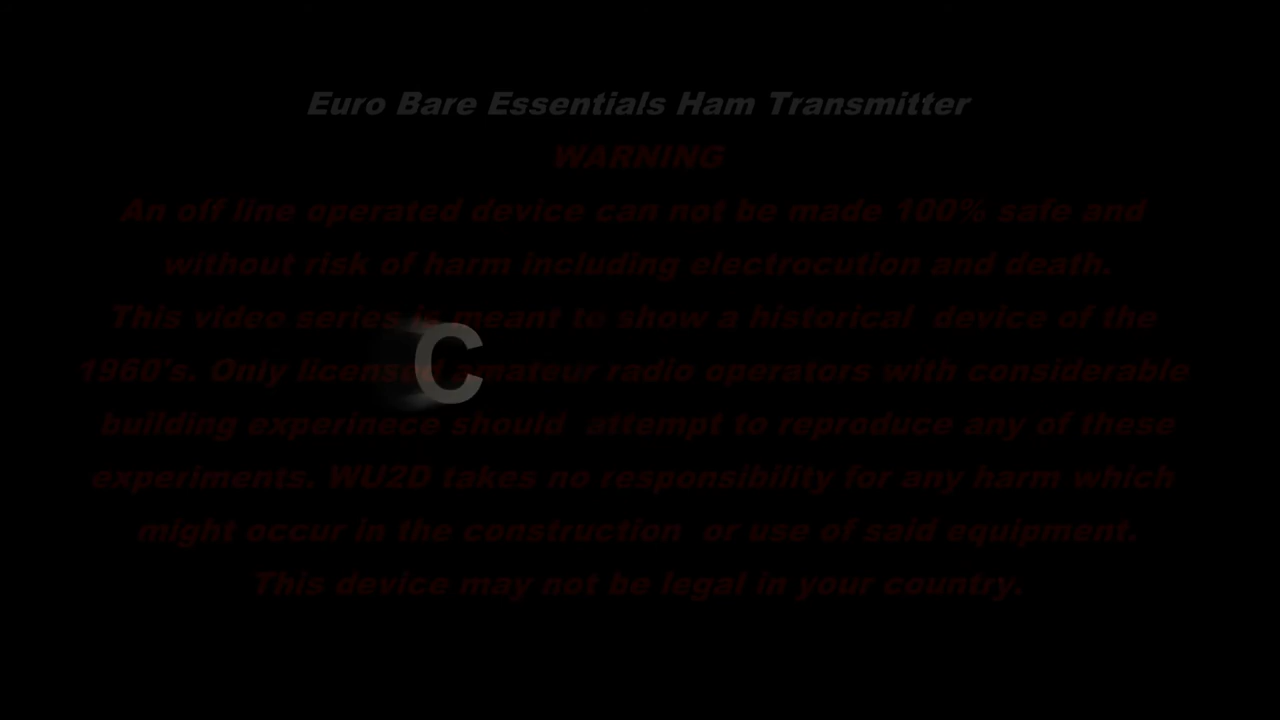 Euro Bare Essentials Ham Transmitter
WARNING
An off line operated device can not be made 100% safe and
without risk of harm including electrocution and death.
This video series is meant to show a historical device of the
1960's. Only licensed amateur radio operators with considerable
C
building experinece should attempt to reproduce any of these
experiments. WU2D takes no responsibility for any harm which
might occur in the construction or use of said equipment.
This device may not be legal in your country.